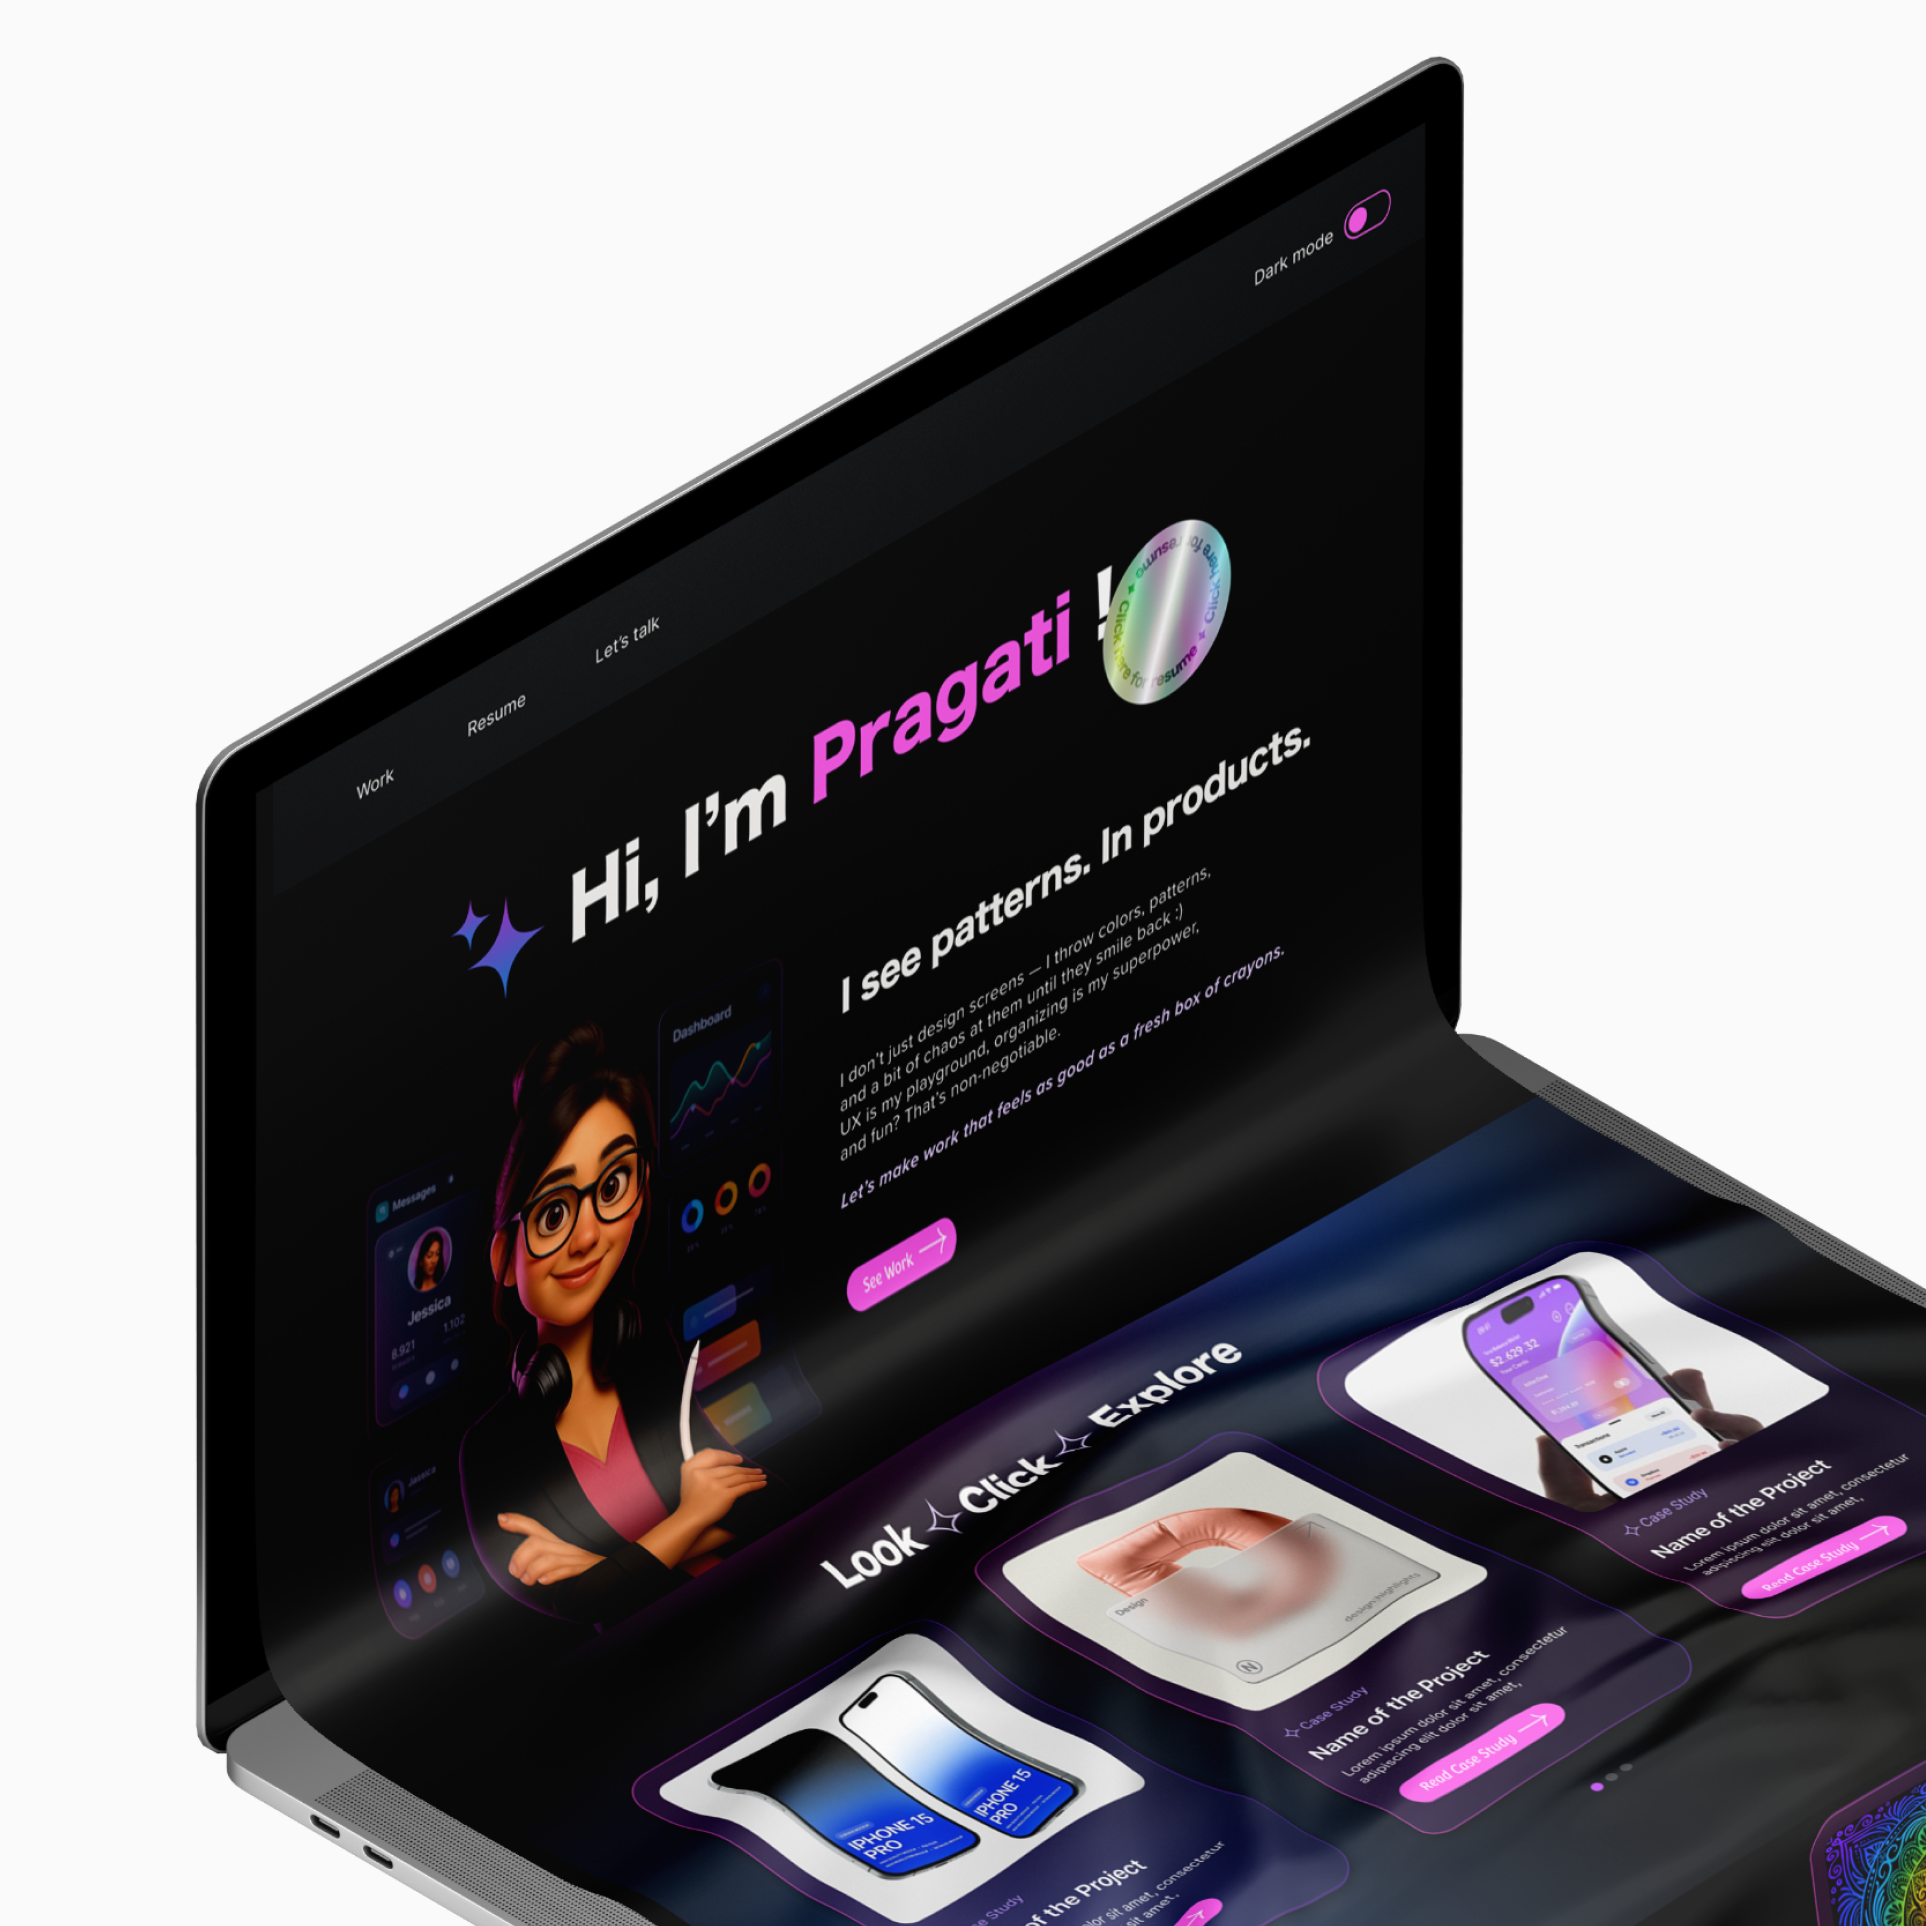 Work
Resume
Let's talk
Dark mode
Hi, I'm Pragati !
Click here for resume * Click here for resume *
I see patterns. In products.
I don't just design screens — I throw colors, patterns,
and a bit of chaos at them until they smile back :)
UX is my playground, organizing is my superpower,
and fun? That's non-negotiable.
Let's make work that feels as good as a fresh box of crayons.
See Work
Dashboard
Messages
Jessica
8.921
1.102
Jessica
Look Click Explore
$2.629.32
Transactions
Case Study
Name of the Project
Lorem ipsum dolor sit amet, consectetur
adipiscing elit dolor sit amet,
Read Case Study
Design
design.highlights
N
Case Study
Name of the Project
Lorem ipsum dolor sit amet, consectetur
adipiscing elit dolor sit amet,
Read Case Study
IPHONE 15
PRO
IPHONE 15
PRO
Study
of the Project
dolor sit amet, consectetur
sit amet,